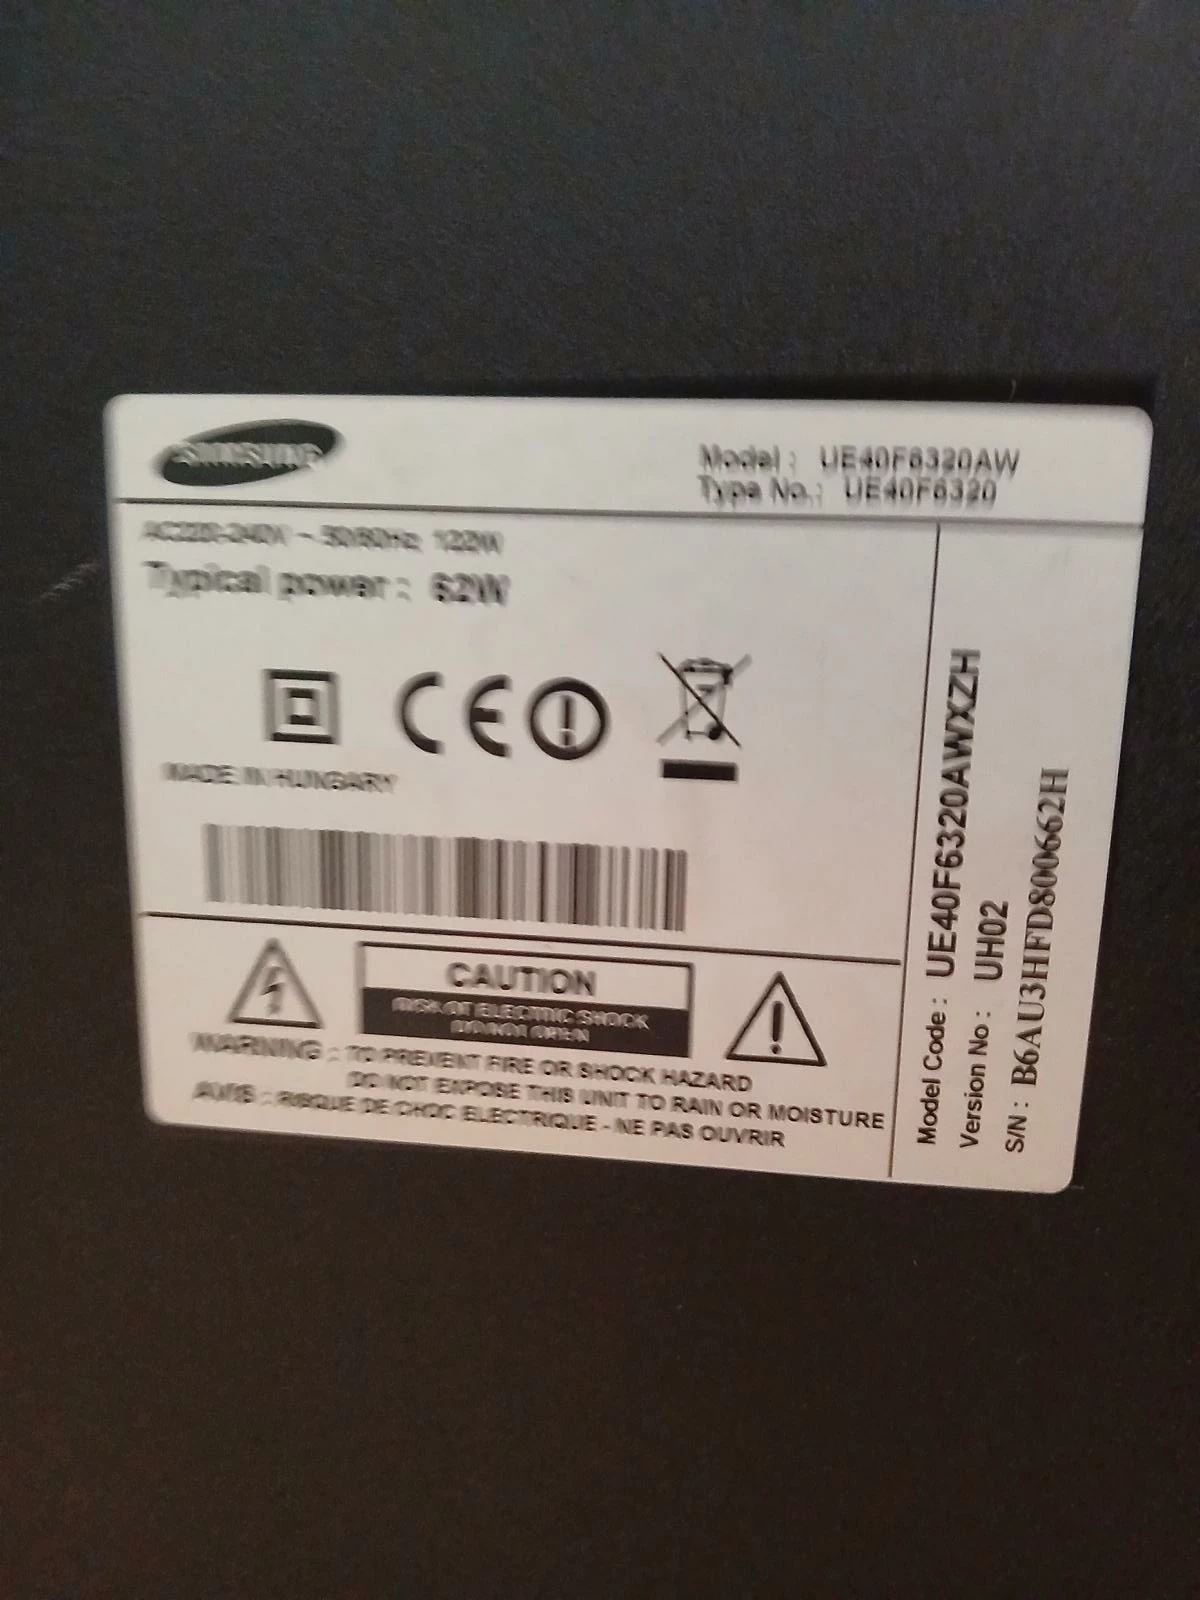 SAMSUNG
Model : UE40F6320AW
Type No. : UE40F6320
AC220-240V ~ 50/60Hz 122W
Typical power : 62W
CE
MADE IN HUNGARY
CAUTION
RISK OF ELECTRIC SHOCK
DO NOT OPEN
WARNING : TO PREVENT FIRE OR SHOCK HAZARD
DO NOT EXPOSE THIS UNIT TO RAIN OR MOISTURE
AVIS : RISQUE DE CHOC ELECTRIQUE - NE PAS OUVRIR
Model Code : UE40F6320AWXZH
Version No : UH02
S/N : B6AU3HFD800662H